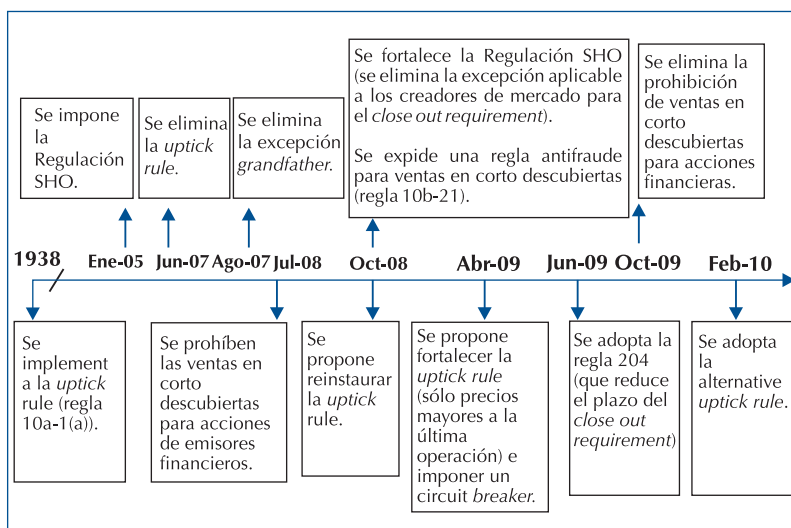 Se impone
la
Regulación
SHO.
Se elimina
la uptick
rule.
Se elimina
la excepción
grandfather.
Se fortalece la Regulación SHO
(se elimina la excepción aplicable
a los creadores de mercado para
el close out requirement).
Se expide una regla antifraude
para ventas en corto descubiertas
(regla 10b-21).
Se elimina la
prohibición
de ventas en
corto
descubiertas
para acciones
financieras.
1938 Ene-05 Jun-07 Ago-07 Jul-08 Oct-08 Abr-09 Jun-09 Oct-09 Feb-10
Se
implement
a la uptick
rule (regla
10a-1(a)).
Se prohíben
las ventas en
corto
descubiertas
para acciones
de emisores
financieros.
Se
propone
reinstaurar
la uptick
rule.
Se propone
fortalecer la
uptick rule
(sólo precios
mayores a la
última
operación) e
imponer un
circuit breaker.
Se adopta la
regla 204
(que reduce
el plazo del
close out
requirement)
Se adopta
la
alternative
uptick rule.